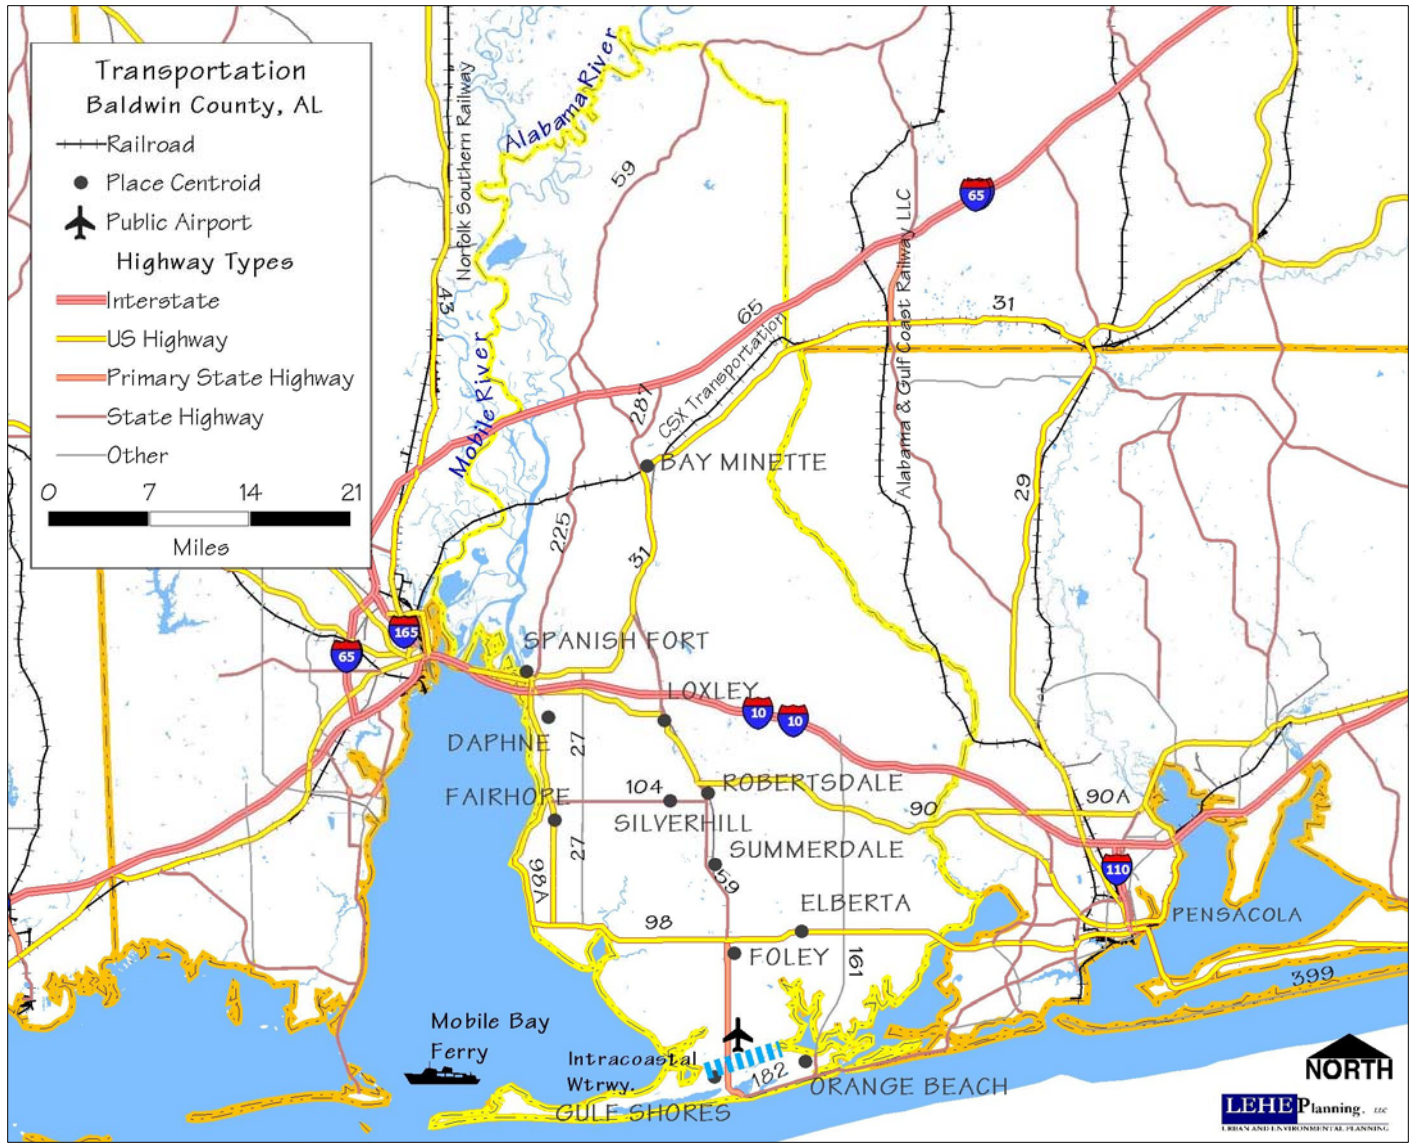 Transportation
Baldwin County, AL
Railroad
Place Centroid
Public Airport
Highway Types
Interstate
US Highway
Primary State Highway
State Highway
Other
0 7 14 21
Miles
Norfolk Southern Railway
Alabama River
59
43
Mobile River
65
65
CSX Transportation
287
Alabama & Gulf Coast Railway LLC
31
BAY MINETTE
29
225
31
165
65
SPANISH FORT
LOXLEY
10
10
DAPHNE
27
FAIRHOPE
104
ROBERTSDALE
90
90A
SILVERHILL
27
SUMMERDALE
59
98A
110
ELBERTA
98
PENSACOLA
FOLEY
161
399
Mobile Bay
Ferry
Intracoastal
Wtrwy.
182
ORANGE BEACH
GULF SHORES
NORTH
LEHE Planning, LLC
URBAN AND ENVIRONMENTAL PLANNING